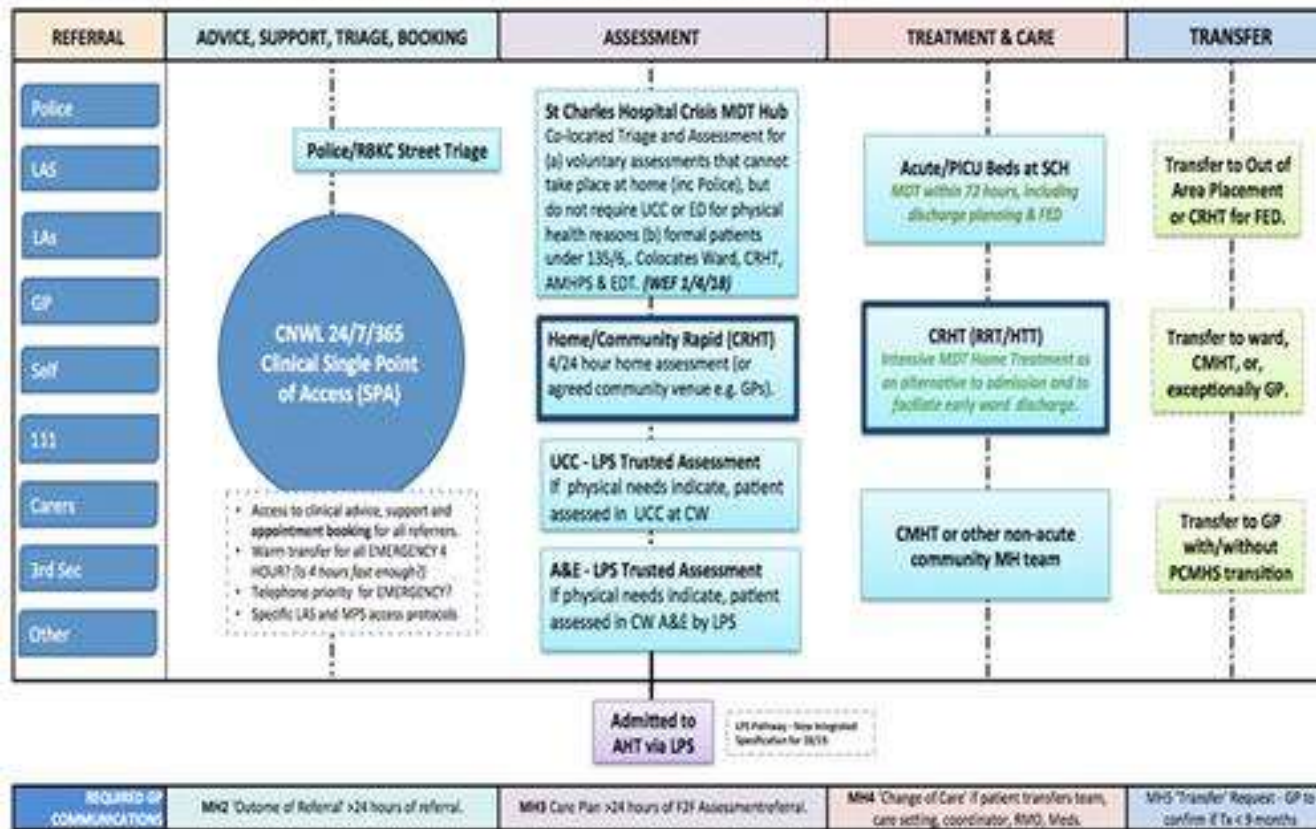 REFERRAL
ADVICE, SUPPORT, TRIAGE, BOOKING
ASSESSMENT
TREATMENT & CARE
TRANSFER
Police
LAS
LAs
GP
Self
111
Carers
3rd Sec
Other
Police/RBKC Street Triage
CNWL 24/7/365
Clinical Single Point
of Access (SPA)
• Access to clinical advice, support and
appointment booking for all referrers.
• Warm transfer for all EMERGENCY 4
HOUR? (Is 4 hours fast enough?)
• Telephone priority for EMERGENCY?
• Specific LAS and MPS access protocols
St Charles Hospital Crisis MDT Hub
Co-located Triage and Assessment for
(a) voluntary assessments that cannot
take place at home (inc Police), but
do not require UCC or ED for physical
health reasons (b) formal patients
under 135/6,. Colocates Ward, CRHT,
AMHPS & EDT. (WEF 1/4/18)
Home/Community Rapid (CRHT)
4/24 hour home assessment (or
agreed community venue e.g. GPs).
UCC - LPS Trusted Assessment
If physical needs indicate, patient
assessed in UCC at CW
A&E - LPS Trusted Assessment
If physical needs indicate, patient
assessed in CW A&E by LPS
Acute/PICU Beds at SCH
MDT within 72 hours, including
discharge planning & FED
CRHT (RRT/HTT)
Intensive MDT Home Treatment as
an alternative to admission and to
faciliate early ward discharge.
CMHT or other non-acute
community MH team
Transfer to Out of
Area Placement
or CRHT for FED.
Transfer to ward,
CMHT, or,
exceptionally GP.
Transfer to GP
with/without
PCMHS transition
Admitted to
AHT via LPS
LPS Pathway - New Integrated
Specification for
REQUIRED GP
COMMUNICATIONS
MH2 'Outome of Referral' >24 hours of referral.
MH3 Care Plan >24 hours of F2F Assessmentreferral.
MH4 'Change of Care' if patient transfers team,
care setting, coordinator, RMO, Meds.
MH5 'Transfer' Request - GP to
confirm if Tx < 9 months